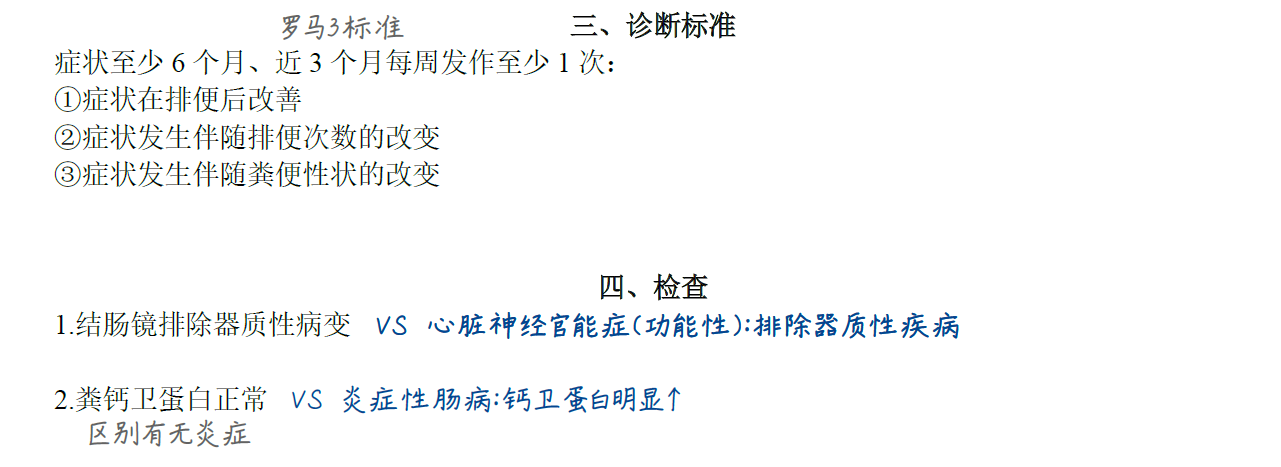 罗马3标准 三、诊断标准
症状至少 6 个月、近 3 个月每周发作至少 1 次：
①症状在排便后改善
②症状发生伴随排便次数的改变
③症状发生伴随粪便性状的改变
四、检查
1.结肠镜排除器质性病变 VS 心脏神经官能症(功能性):排除器质性疾病
2.粪钙卫蛋白正常 VS 炎症性肠病:钙卫蛋白明显↑
区别有无炎症